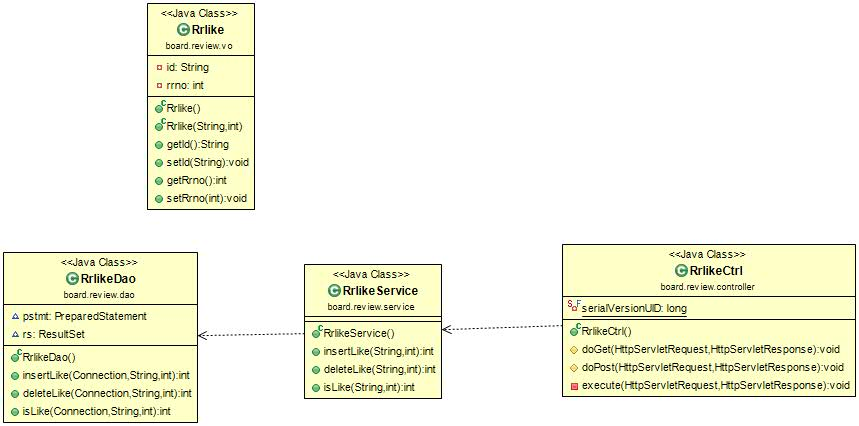 <<Java Class>>
Rrlike
board.review.vo
id: String
rrno: int
Rrlike()
Rrlike(String,int)
getId():String
setId(String):void
getRrno():int
setRrno(int):void
<<Java Class>>
RrlikeDao
board.review.dao
pstmt: PreparedStatement
rs: ResultSet
RrlikeDao()
insertLike(Connection,String,int):int
deleteLike(Connection,String,int):int
isLike(Connection,String,int):int
<<Java Class>>
RrlikeService
board.review.service
RrlikeService()
insertLike(String,int):int
deleteLike(String,int):int
isLike(String,int):int
<<Java Class>>
RrlikeCtrl
board.review.controller
serialVersionUID: long
RrlikeCtrl()
doGet(HttpServletRequest,HttpServletResponse):void
doPost(HttpServletRequest,HttpServletResponse):void
execute(HttpServletRequest,HttpServletResponse):void